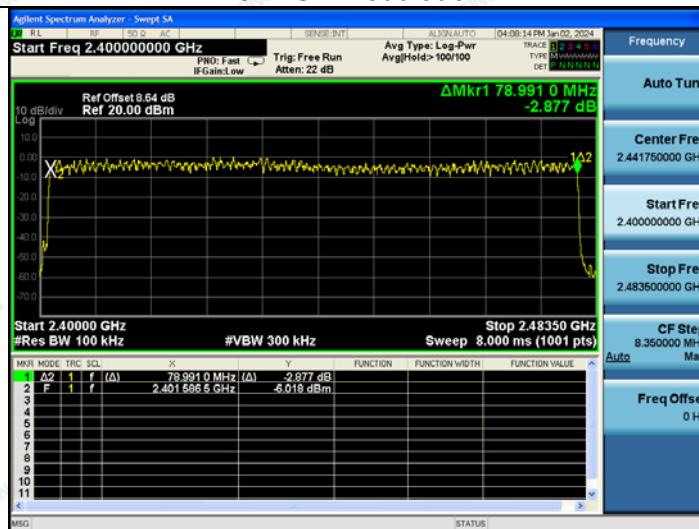 Agilent Spectrum Analyzer - Swept SA
RL RF 50 Ω AC SENSE:INT ALIGN AUTO 04:08:14 PM Jan 02, 2024
Start Freq 2.400000000 GHz
PNO: Fast
IFGain:Low
Trig: Free Run
Atten: 22 dB
Avg Type: Log-Pwr
Avg|Hold:> 100/100
TRACE 1 2 3 4 5 6
TYPE
DET P N N N N N
ΔMkr1 78.991 0 MHz
-2.877 dB
Ref Offset 8.64 dB
10 dB/div Ref 20.00 dBm
Log
10.0
0.00
-10.0
-20.0
-30.0
-40.0
-50.0
-60.0
-70.0
X2
1Δ2
Start 2.40000 GHz Stop 2.48350 GHz
#Res BW 100 kHz #VBW 300 kHz Sweep 8.000 ms (1001 pts)
MKR MODE TRC SCL X Y FUNCTION FUNCTION WIDTH FUNCTION VALUE
1 Δ2 1 f (Δ) 78.991 0 MHz (Δ) -2.877 dB
2 F 1 f 2.401 586 5 GHz -6.018 dBm
3
4
5
6
7
8
9
10
11
MSG STATUS
Frequency
Auto Tun
Center Fre
2.441750000 GH
Start Fre
2.400000000 GH
Stop Fre
2.483500000 GH
CF Ste
8.350000 MH
Auto Ma
Freq Offse
0 H